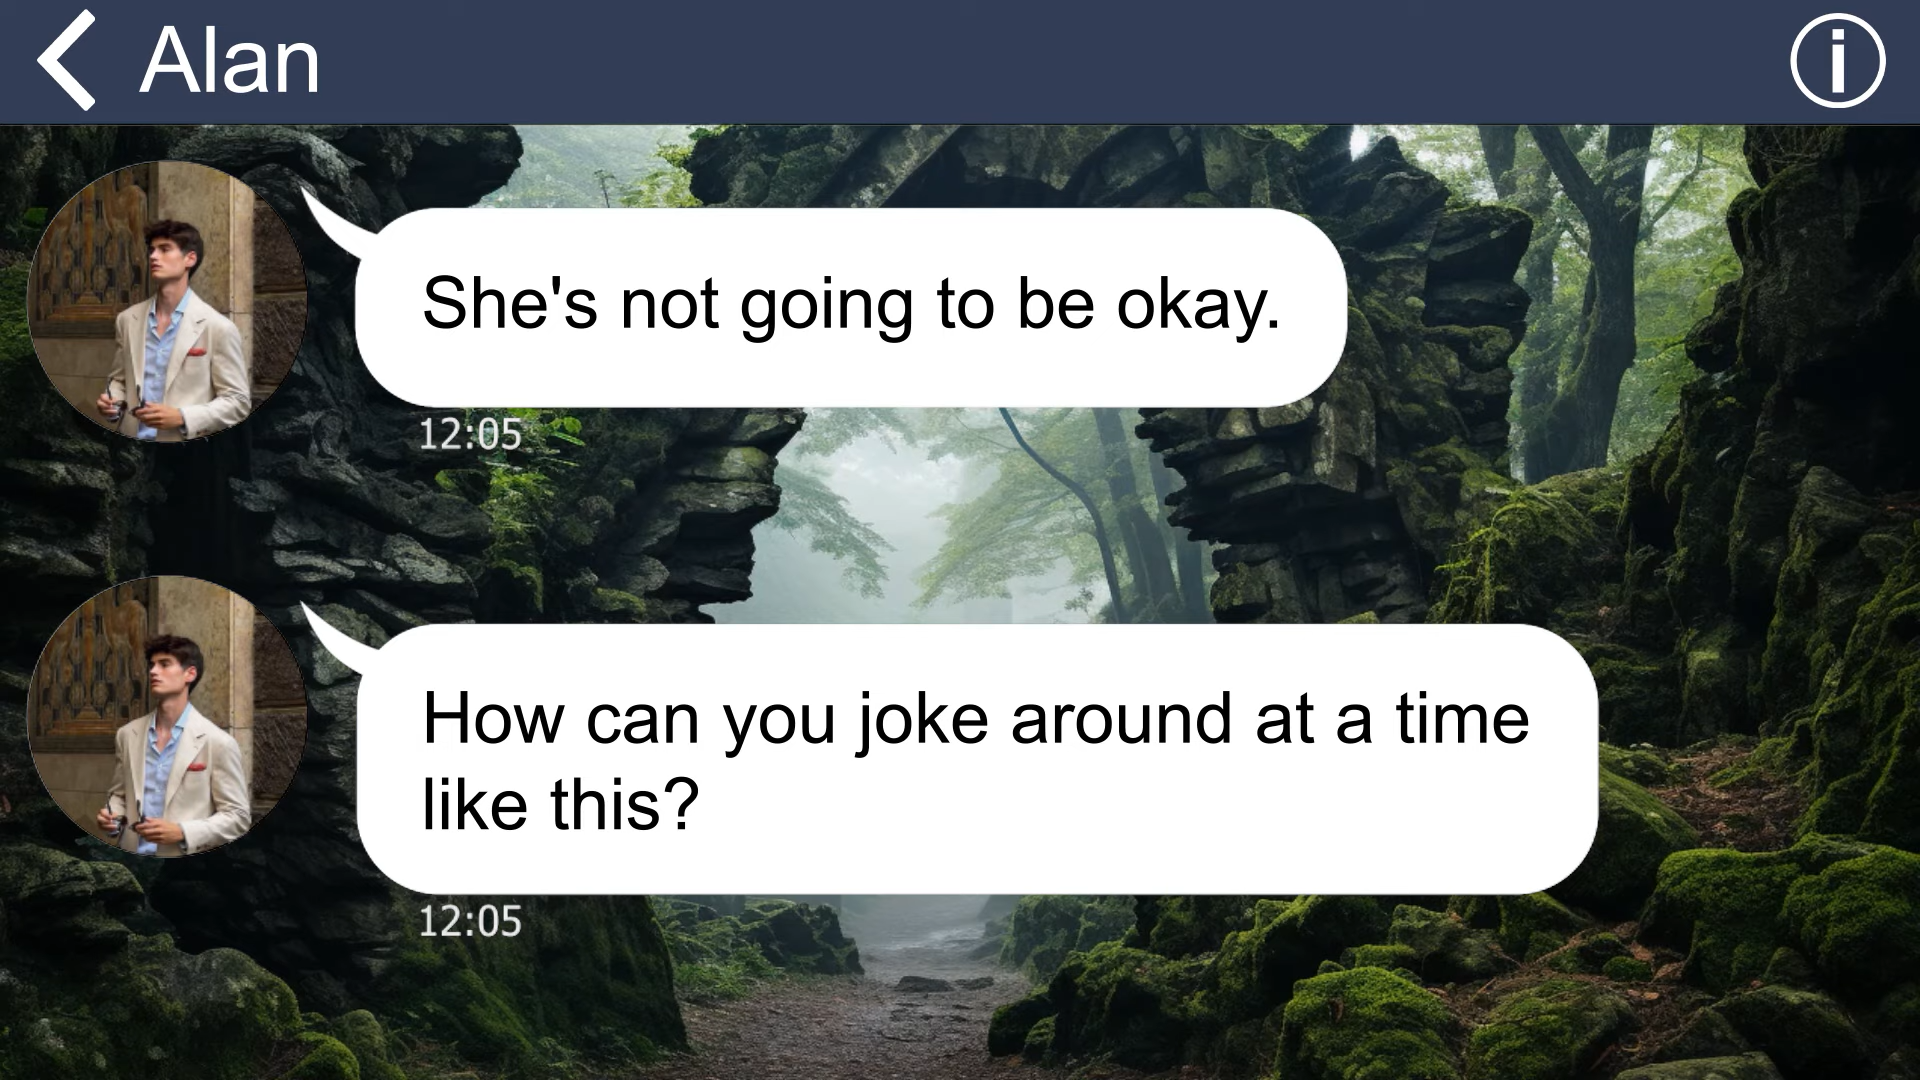 Alan
She's not going to be okay.
12:05
How can you joke around at a time
like this?
12:05